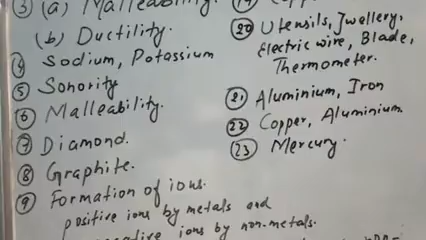 ③ (a) Malleability.
(b) Ductility.
④ Sodium, Potassium
⑤ Sonority
⑥ Malleability.
⑦ Diamond.
⑧ Graphite.
⑨ Formation of ions.
positive ions by metals and
ions by non-metals.
⑳ Utensils, Jwellery,
Electric wire, Blade,
Thermometer.
㉑ Aluminium, Iron
㉒ Copper, Aluminium.
㉓ Mercury.